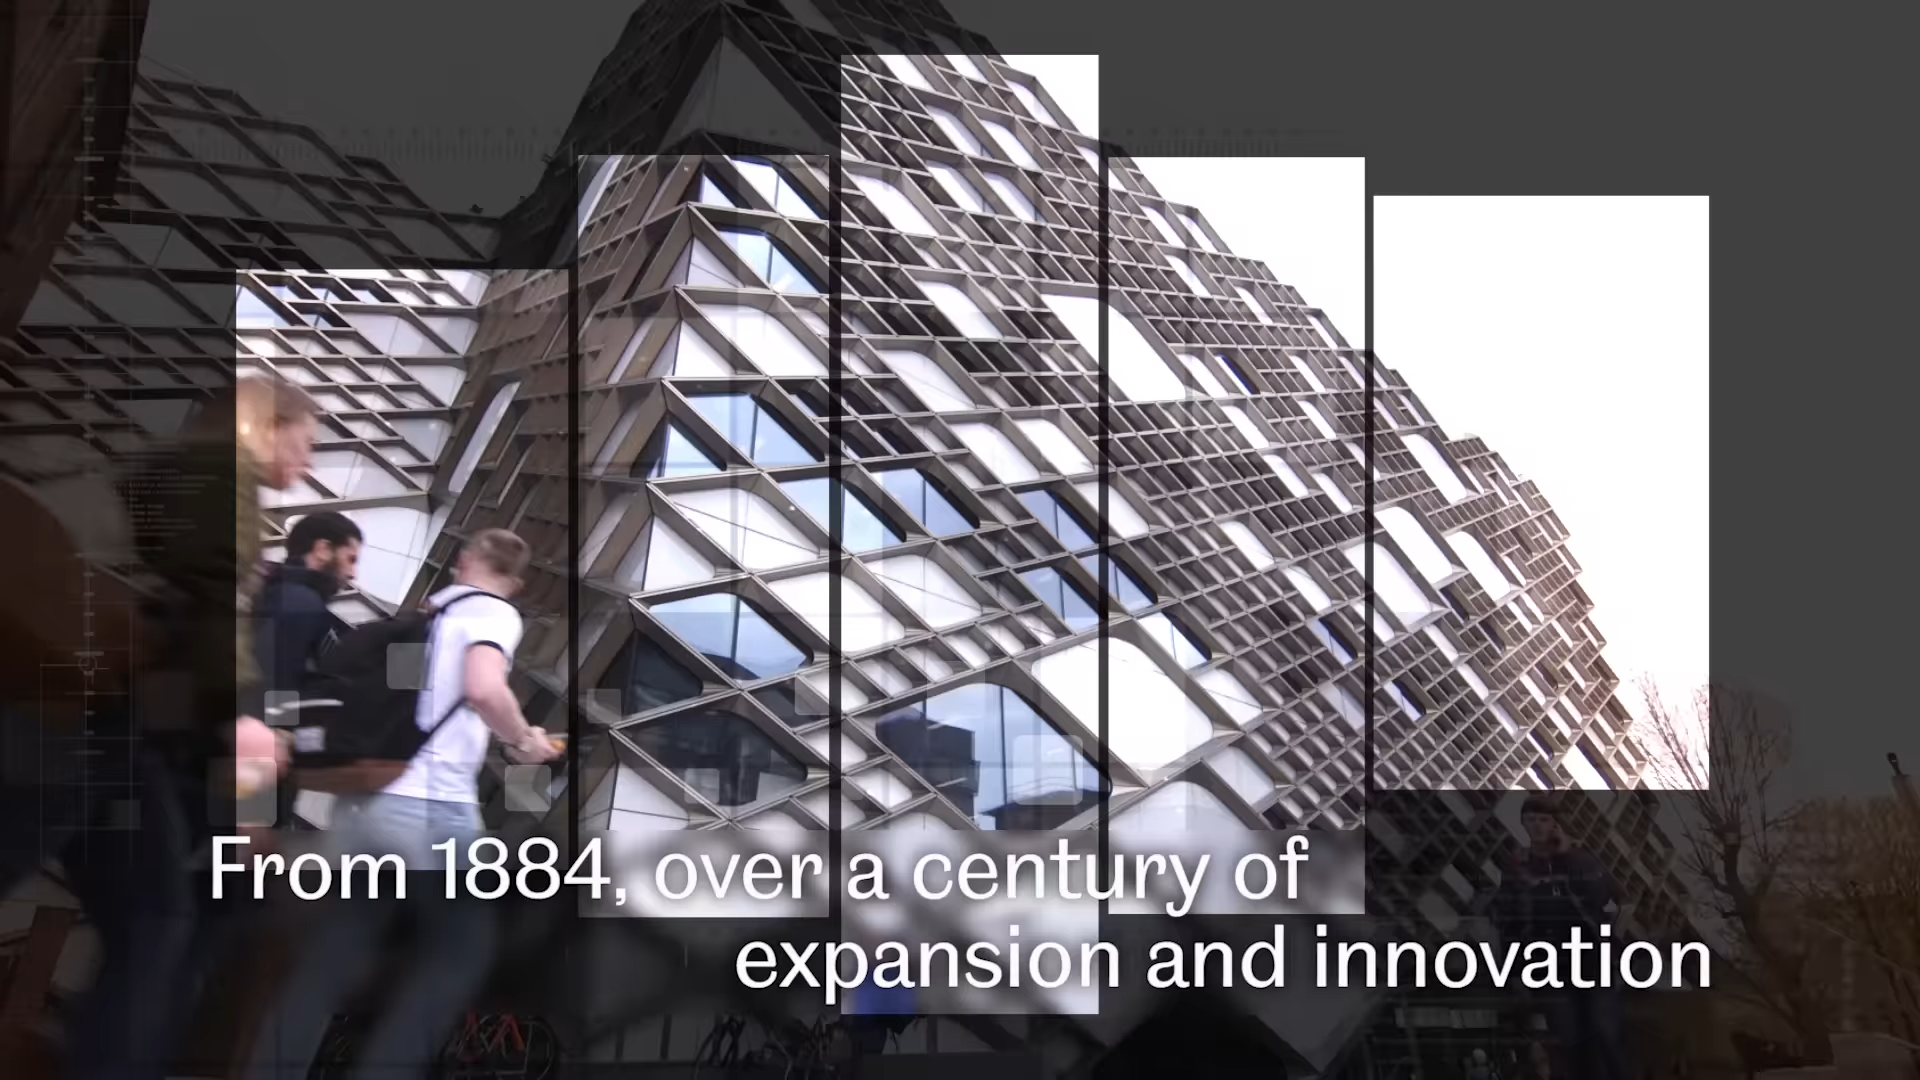 From 1884, over a century of
expansion and innovation